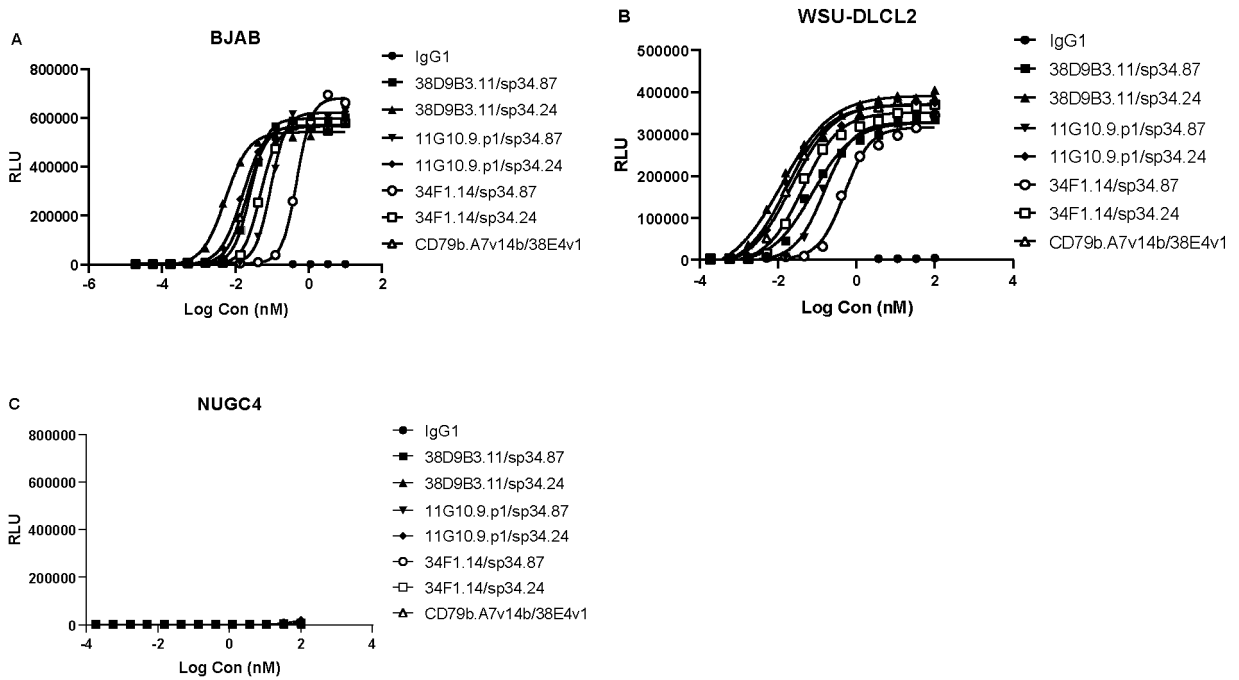 A
BJAB
800000
600000
400000
200000
0
RLU
-6
-4
-2
0
2
Log Con (nM)
IgG1
38D9B3.11/sp34.87
38D9B3.11/sp34.24
11G10.9.p1/sp34.87
11G10.9.p1/sp34.24
34F1.14/sp34.87
34F1.14/sp34.24
CD79b.A7v14b/38E4v1
B
WSU-DLCL2
500000
400000
300000
200000
100000
0
RLU
-4
-2
0
2
4
Log Con (nM)
IgG1
38D9B3.11/sp34.87
38D9B3.11/sp34.24
11G10.9.p1/sp34.87
11G10.9.p1/sp34.24
34F1.14/sp34.87
34F1.14/sp34.24
CD79b.A7v14b/38E4v1
C
NUGC4
800000
600000
400000
200000
0
RLU
-4
-2
0
2
4
Log Con (nM)
IgG1
38D9B3.11/sp34.87
38D9B3.11/sp34.24
11G10.9.p1/sp34.87
11G10.9.p1/sp34.24
34F1.14/sp34.87
34F1.14/sp34.24
CD79b.A7v14b/38E4v1